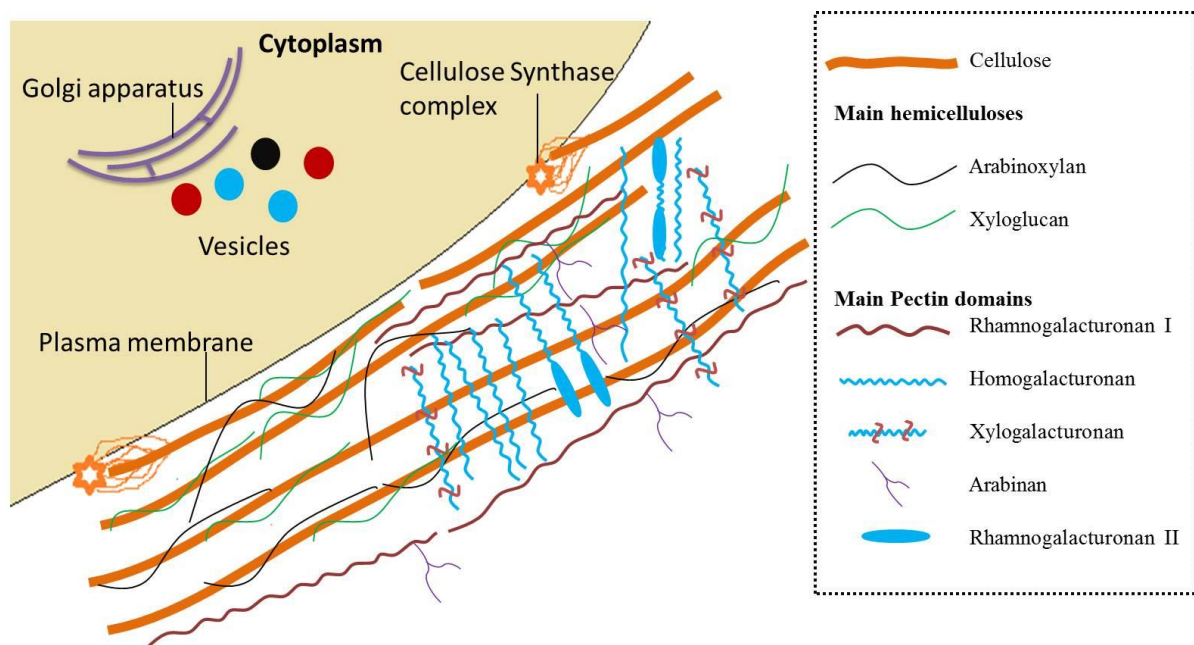 Cytoplasm
Golgi apparatus
Cellulose Synthase
complex
Vesicles
Plasma membrane
Cellulose
Main hemicelluloses
Arabinoxylan
Xyloglucan
Main Pectin domains
Rhamnogalacturonan I
Homogalacturonan
Xylogalacturonan
Arabinan
Rhamnogalacturonan II